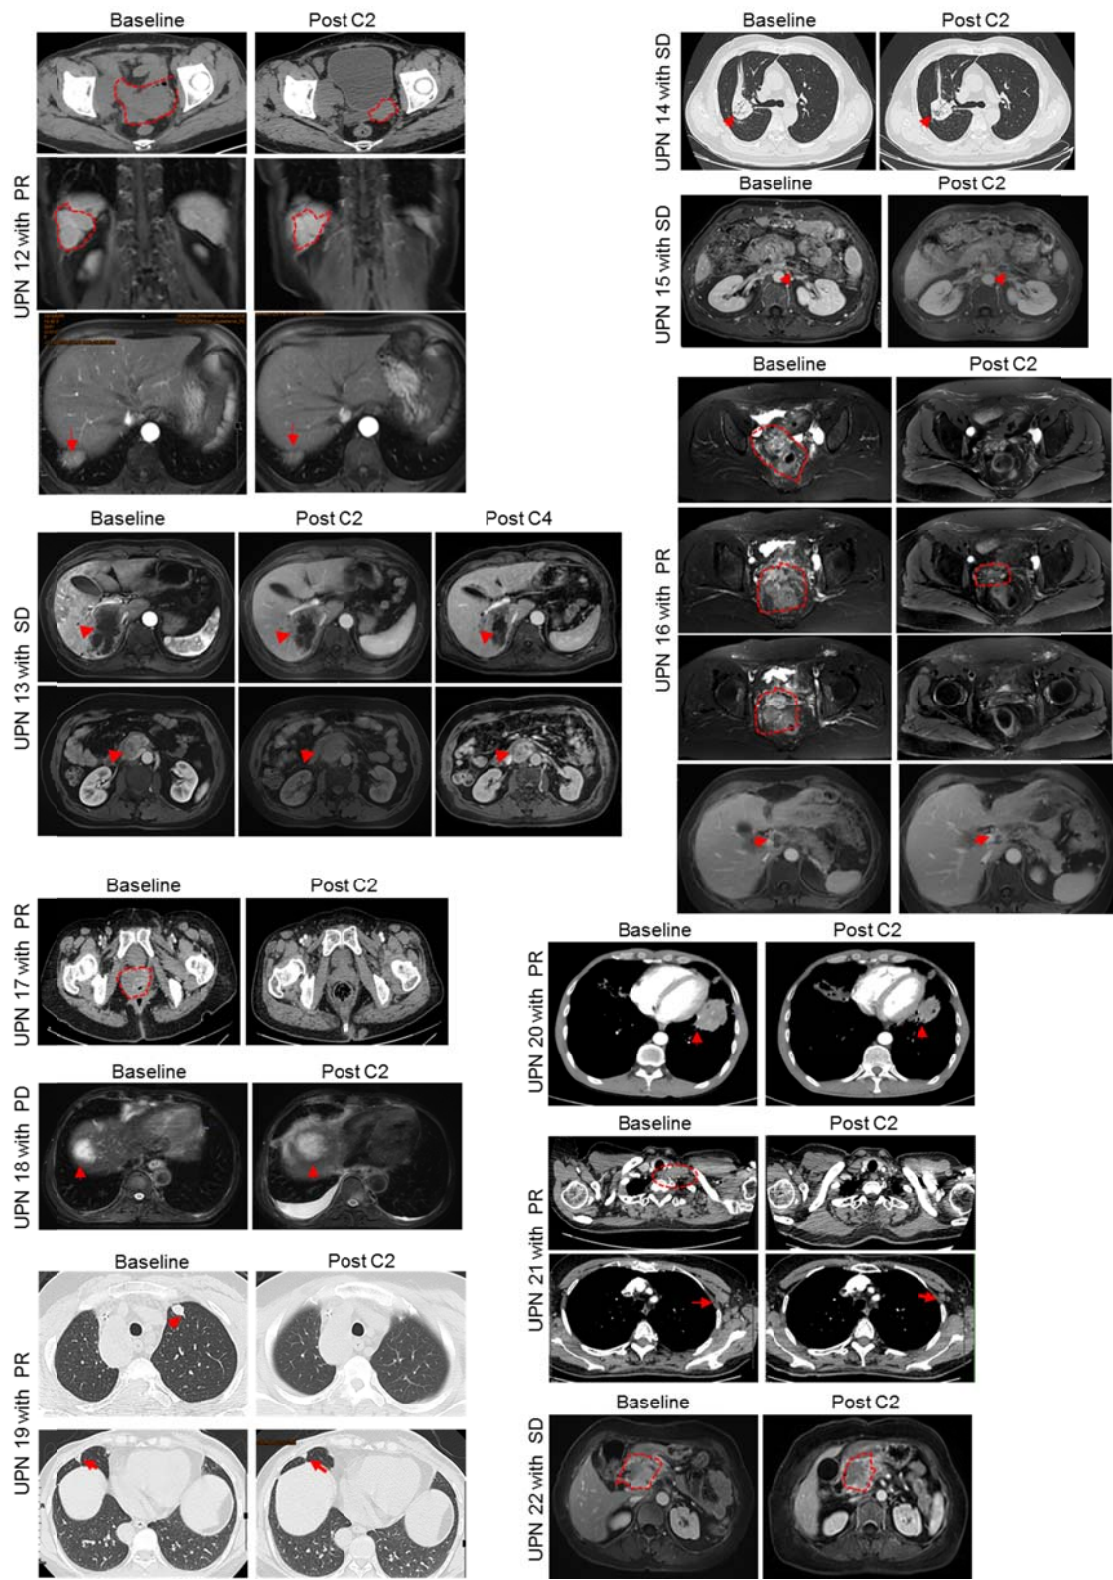 Baseline Post C2
UPN 12 with PR
Baseline Post C2 Post C4
UPN 13 with SD
Baseline Post C2
UPN 14 with SD
Baseline Post C2
UPN 15 with SD
Baseline Post C2
UPN 16 with PR
Baseline Post C2
UPN 17 with PR
Baseline Post C2
UPN 18 with PD
Baseline Post C2
UPN 19 with PR
Baseline Post C2
UPN 20 with PR
Baseline Post C2
UPN 21 with PR
Baseline Post C2
UPN 22 with SD